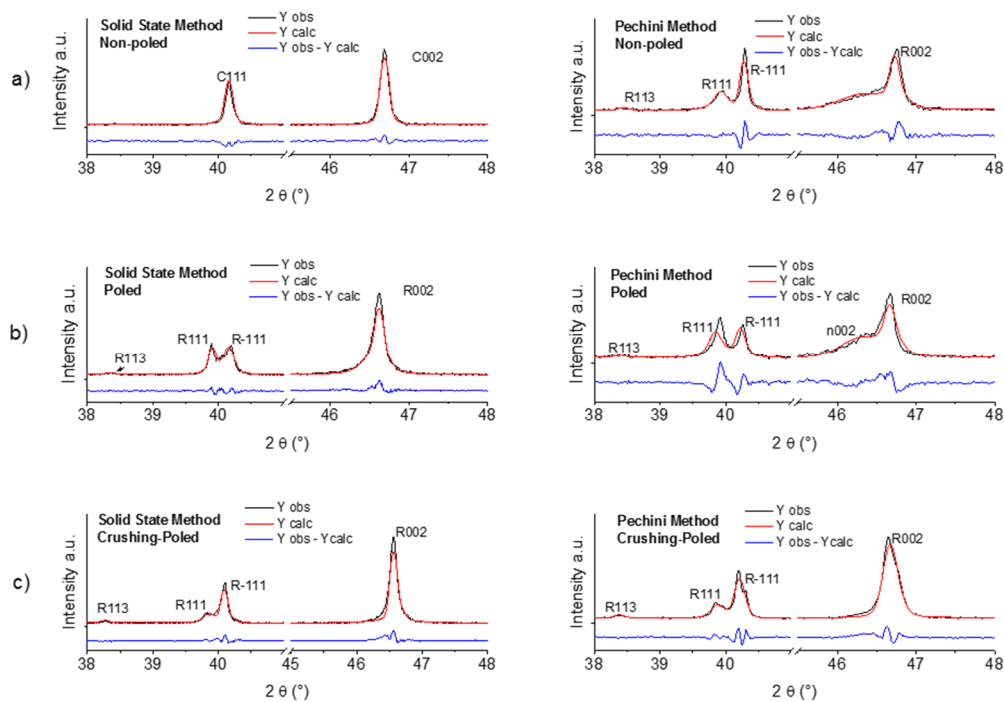 a)
Intensity a.u.
Solid State Method
Non-poled
Y obs
Y calc
Y obs - Y calc
C111
C002
38 40 45 46 47 48
2 θ (°)
Intensity a.u.
Pechini Method
Non-poled
Y obs
Y calc
Y obs - Ycalc
R113
R111
R-111
R002
38 39 40 46 48
2 θ (°)
b)
Intensity a.u.
Solid State Method
Poled
Y obs
Y calc
Y obs - Y calc
R113
R111
R-111
R002
38 39 40 45 46 47 48
2 θ (°)
Intensity a.u.
Pechini Method
Poled
Y obs
Y calc
Y obs - Y calc
R113
R111
R-111
n002
R002
38 39 40 46 48
2 θ (°)
c)
Intensity a.u.
Solid State Method
Crushing-Poled
Y obs
Y calc
Y obs - Ycalc
R113
R111
R-111
R002
38 39 40 45 46 47 48
2 θ (°)
Intensity a.u.
Pechini Method
Crushing-Poled
Y obs
Y calc
Y obs - Ycalc
R113
R111
R-111
R002
38 39 40 46 48
2 θ (°)